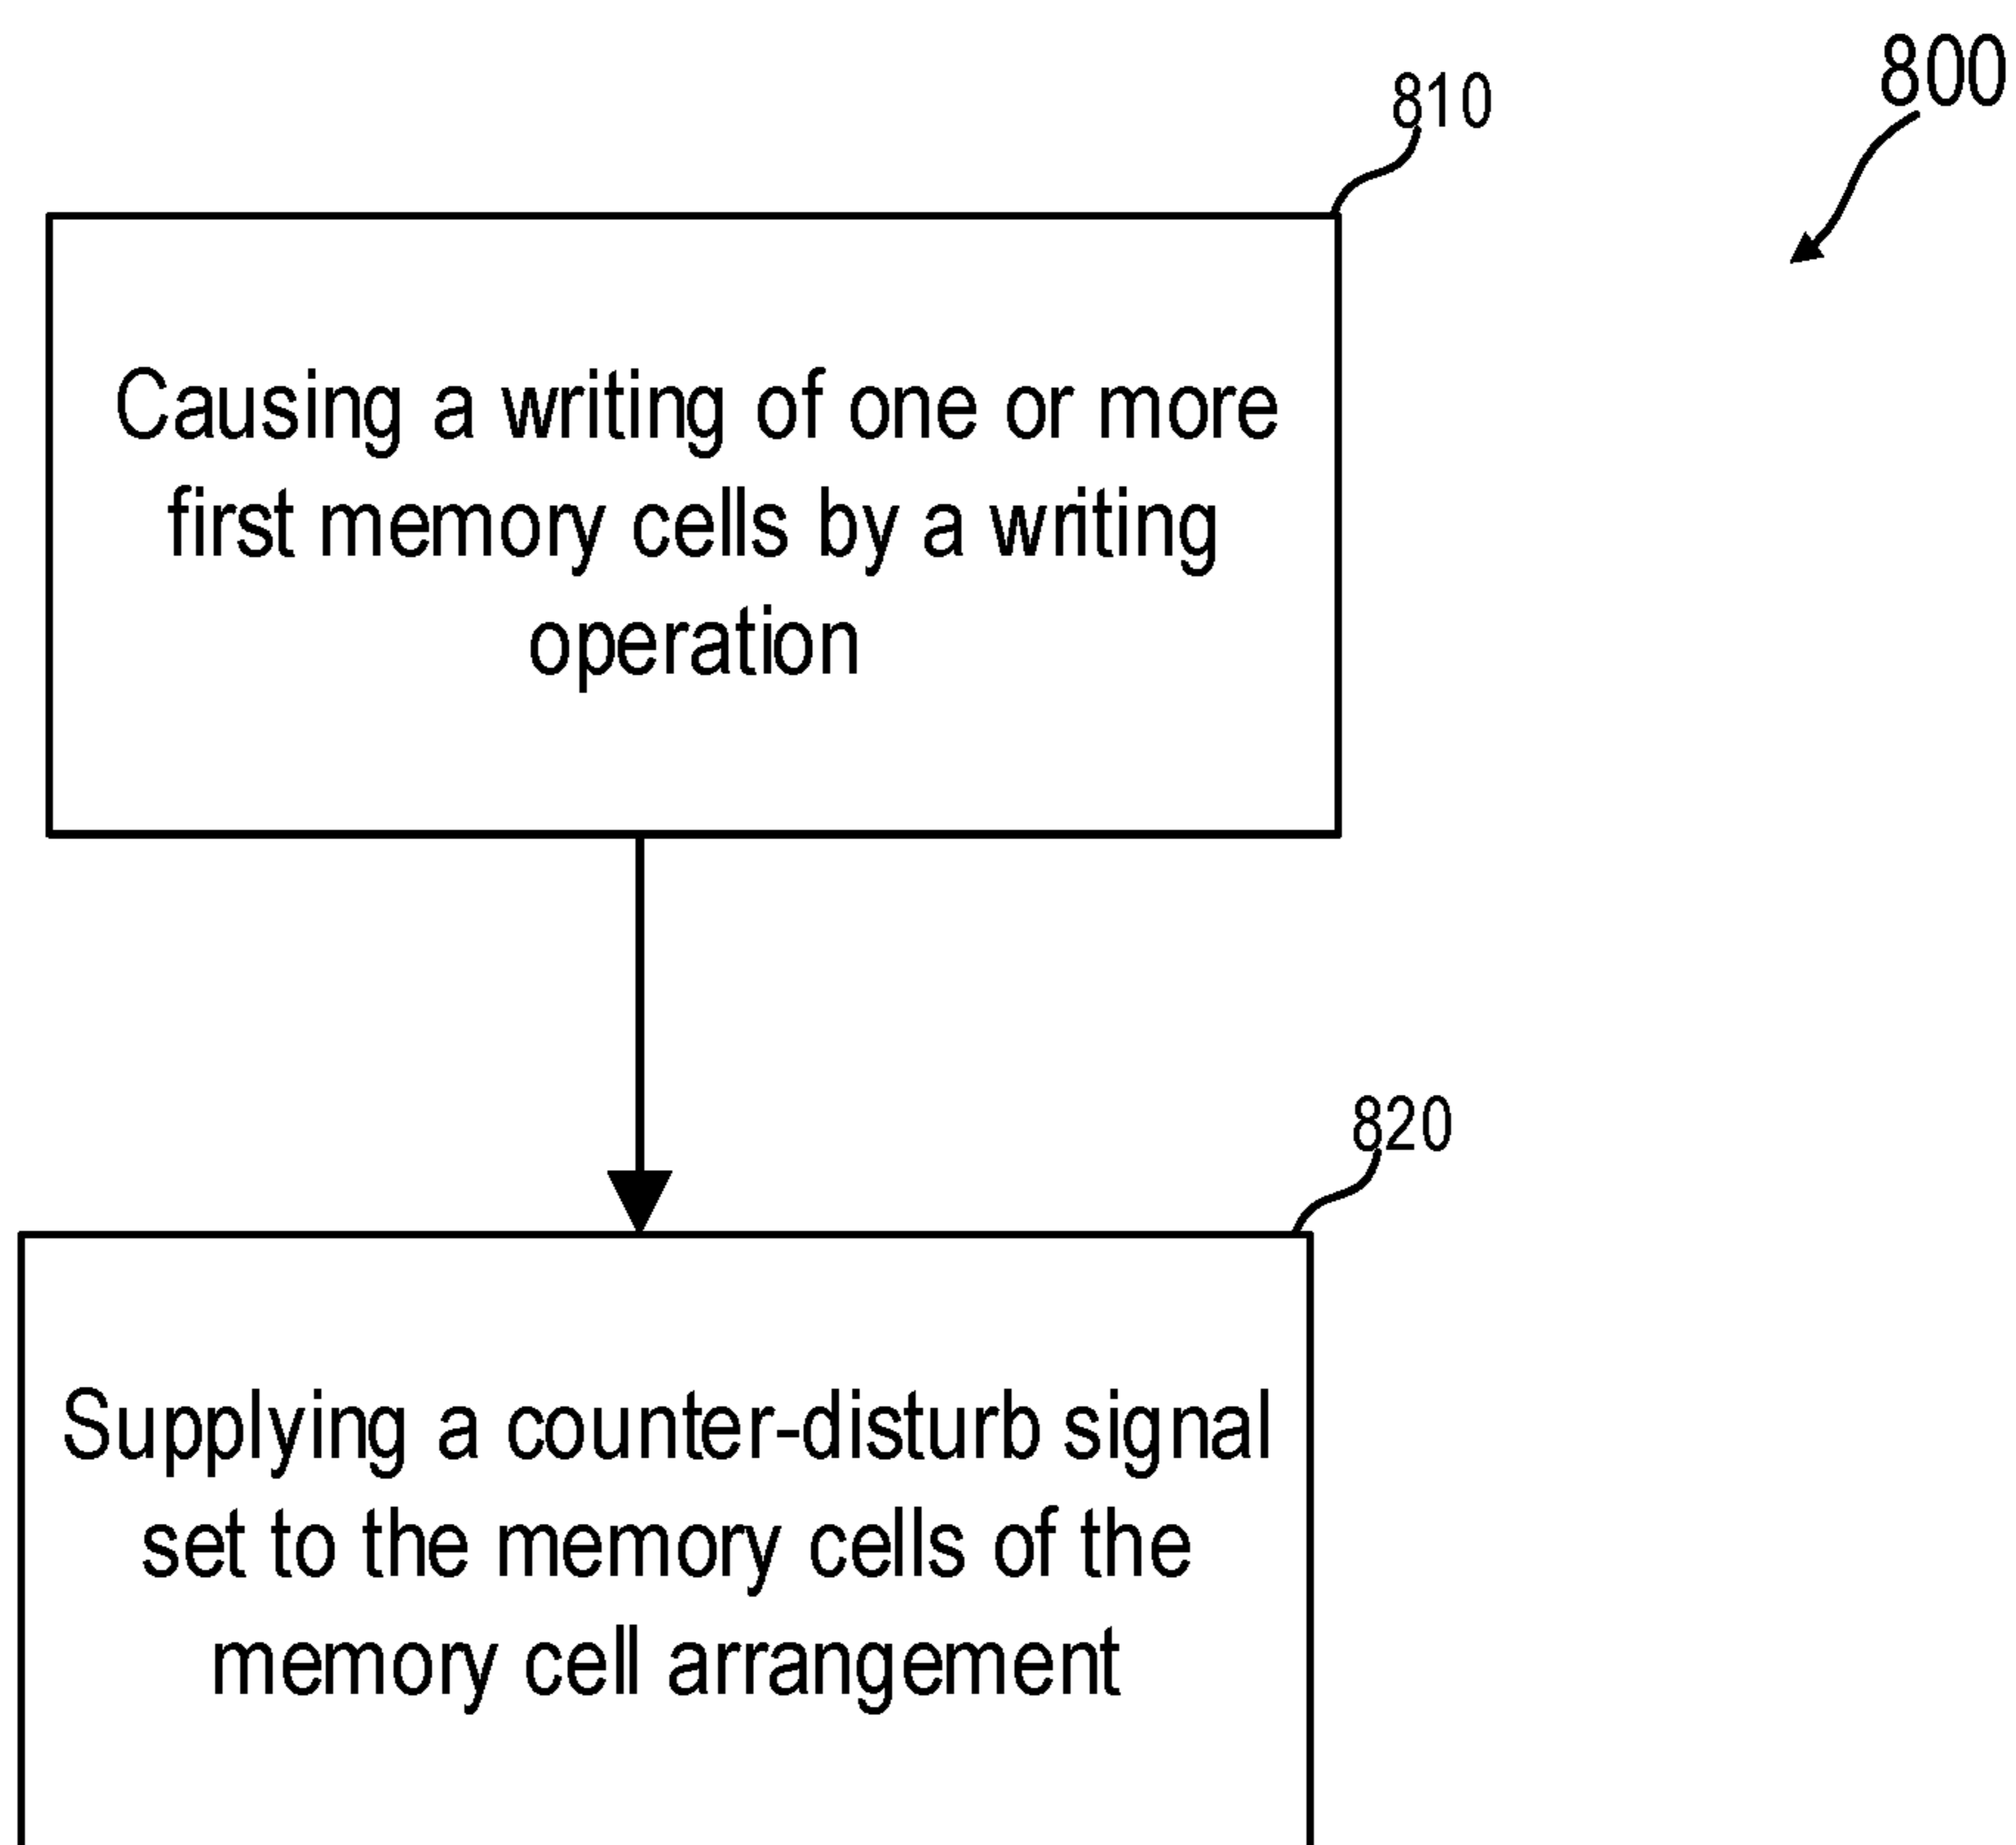 800
810
Causing a writing of one or more
first memory cells by a writing
operation
820
Supplying a counter-disturb signal
set to the memory cells of the
memory cell arrangement